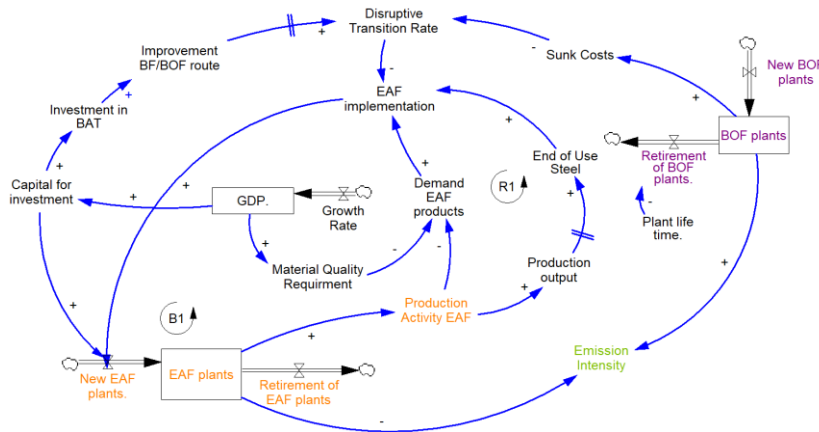 Disruptive
Transition Rate
+
-
Improvement
BF/BOF route
+
-
Sunk Costs
New BOF
plants
-
EAF
implementation
Investment in
BAT
+
+
BOF plants
+
+
End of Use
Steel
Retirement of
BOF plants.
Capital for
investment
+
+
+
GDP.
Growth
Rate
+
Demand
EAF
products
R1
+
-
Plant life
time.
+
Material Quality
Requirment
-
-
Production
output
+
+
B1
Production
Activity EAF
+
+
New EAF
plants.
EAF plants
+
Retirement of
EAF plants
Emission
Intensity
-